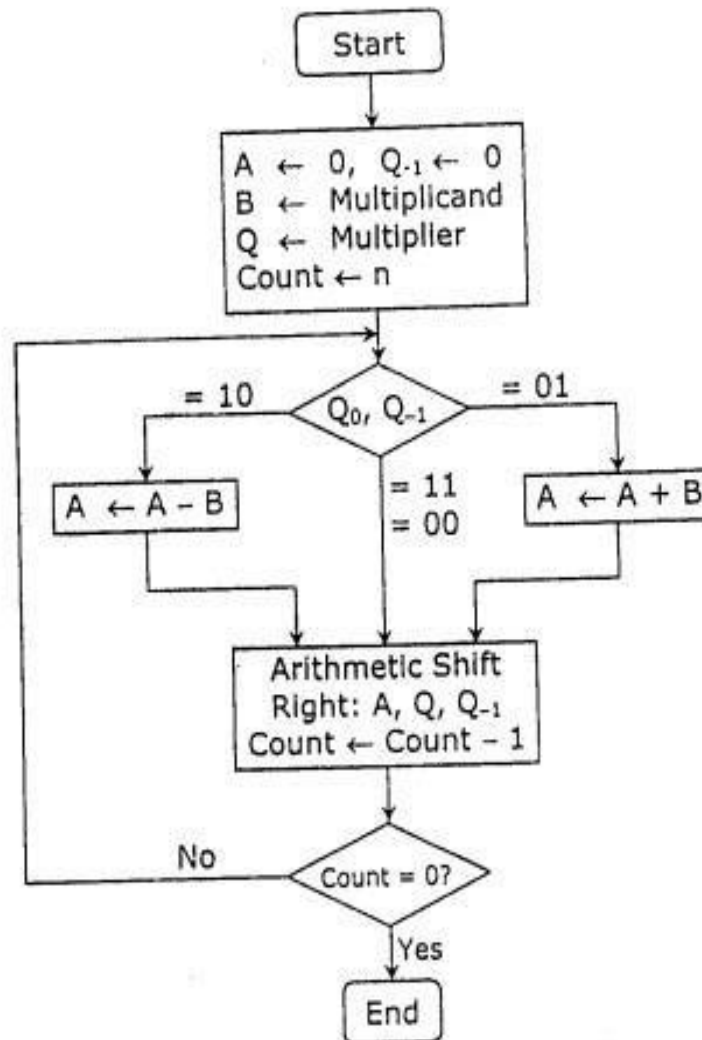 Start
A ← 0, Q₋₁ ← 0
B ← Multiplicand
Q ← Multiplier
Count ← n
= 10
Q₀, Q₋₁
= 01
A ← A – B
= 11
= 00
A ← A + B
Arithmetic Shift
Right: A, Q, Q₋₁
Count ← Count – 1
No
Count = 0?
Yes
End